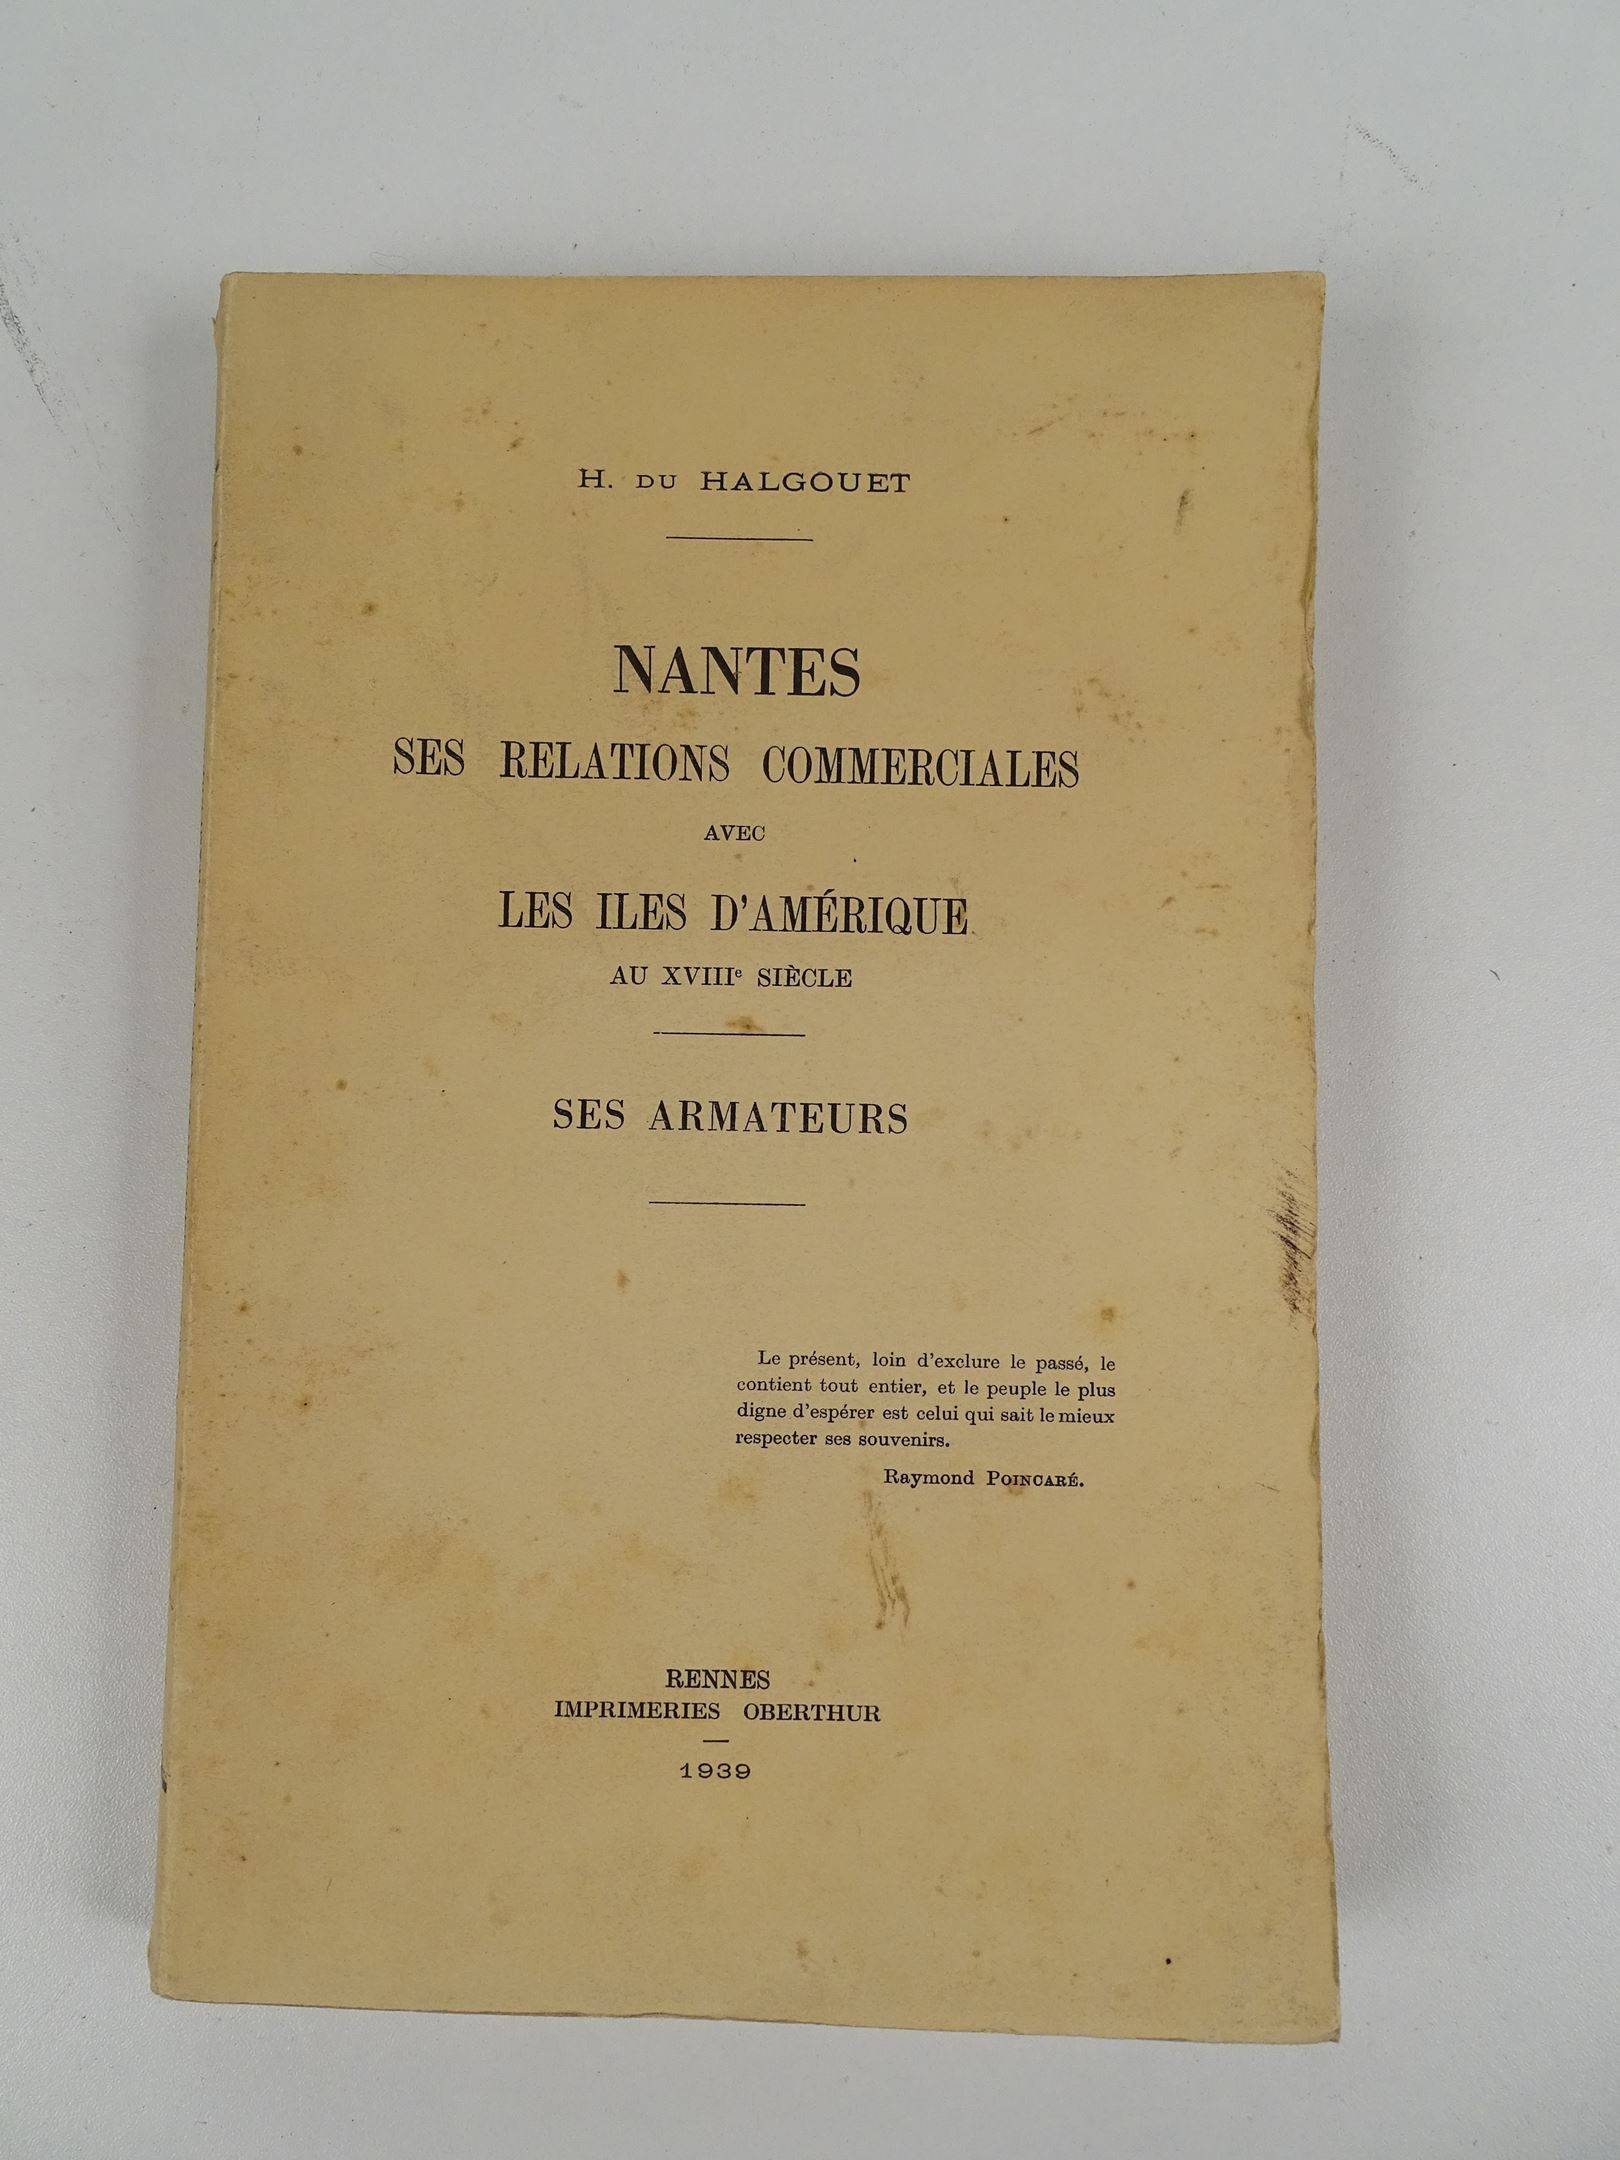 H. DU HALGOUET
NANTES
SES RELATIONS COMMERCIALES
AVEC
LES ILES D'AMÉRIQUE
AU XVIIIe SIÈCLE
SES ARMATEURS
Le présent, loin d'exclure le passé, le
contient tout entier, et le peuple le plus
digne d'espérer est celui qui sait le mieux
respecter ses souvenirs.
Raymond POINCARÉ.
RENNES
IMPRIMERIES OBERTHUR
1939